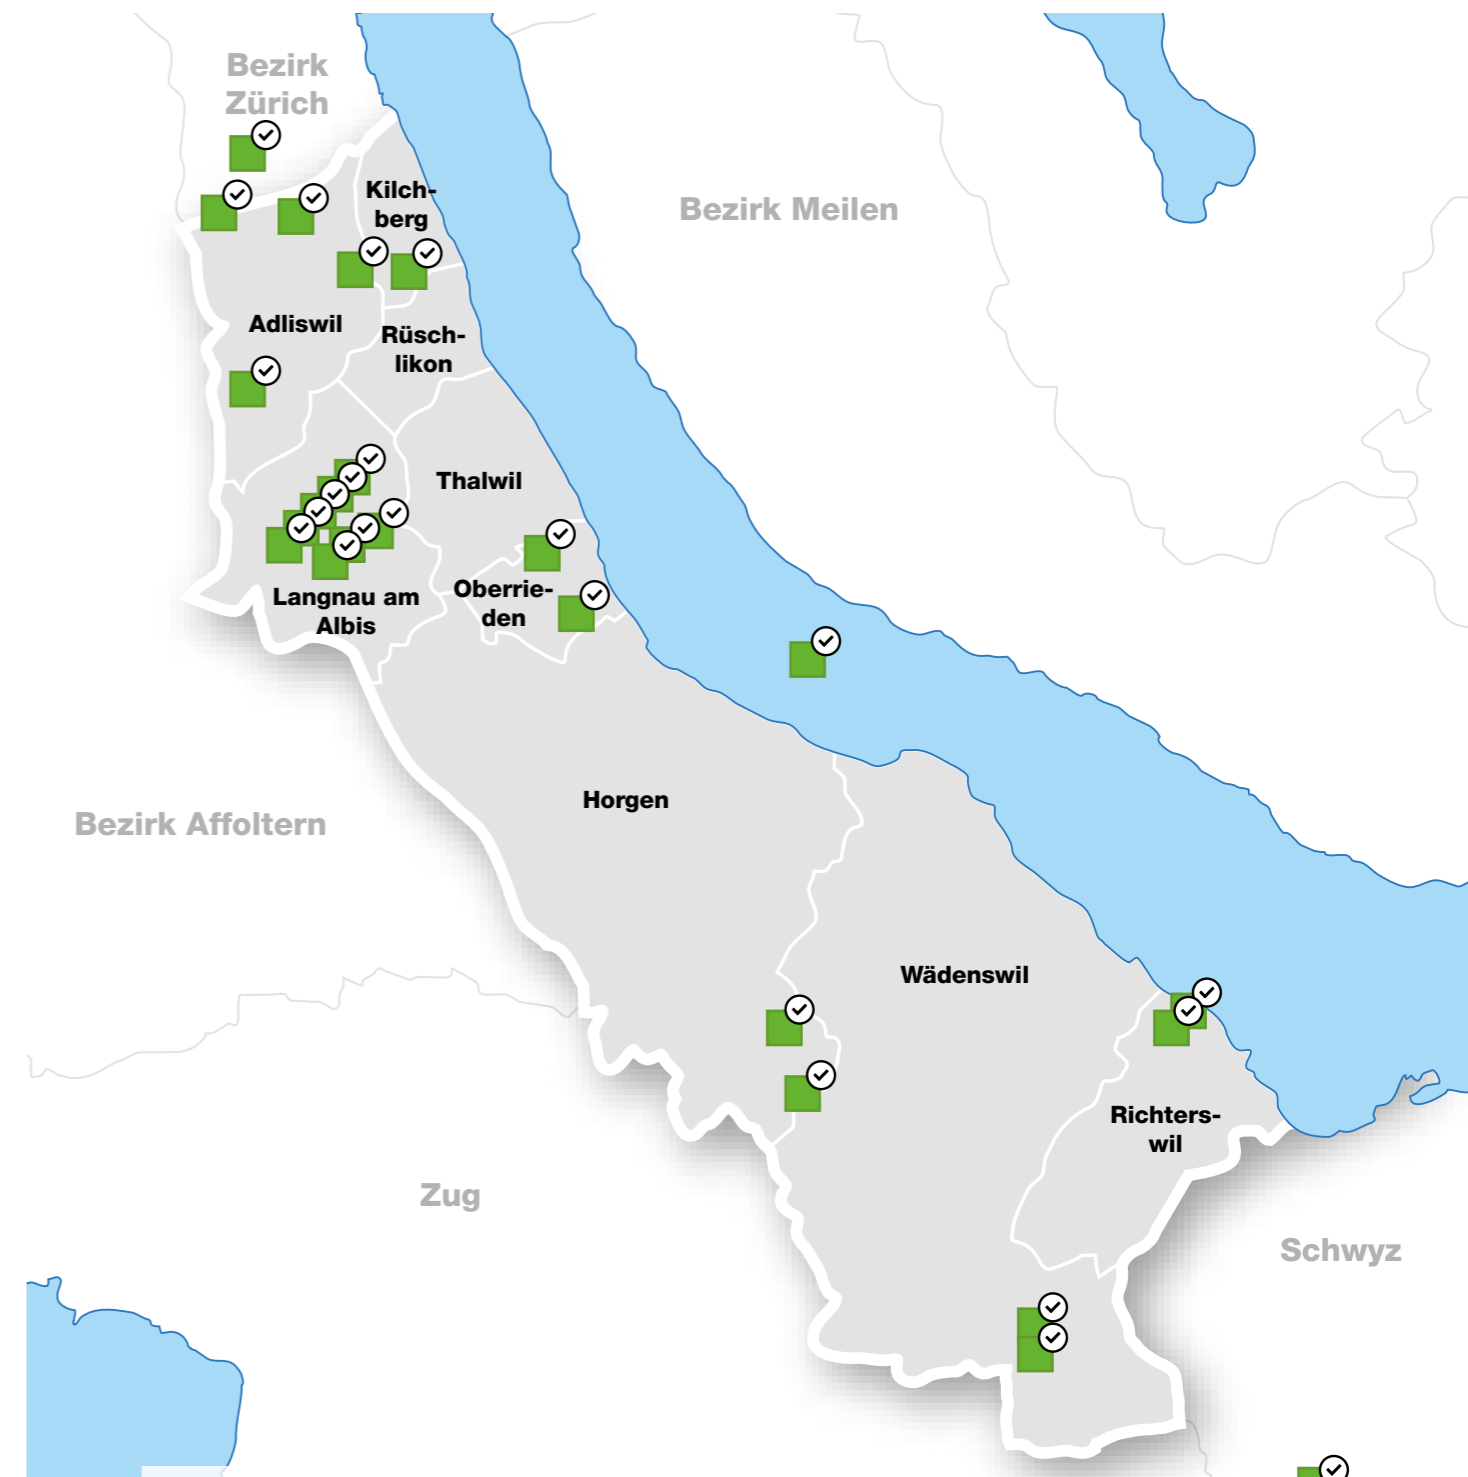 Bezirk
Zürich
Kilch-
berg
Bezirk Meilen
Adliswil
Rüsch-
likon
Thalwil
Oberrie-
den
Langnau am
Albis
Horgen
Bezirk Affoltern
Wädenswil
Richters-
wil
Zug
Schwyz